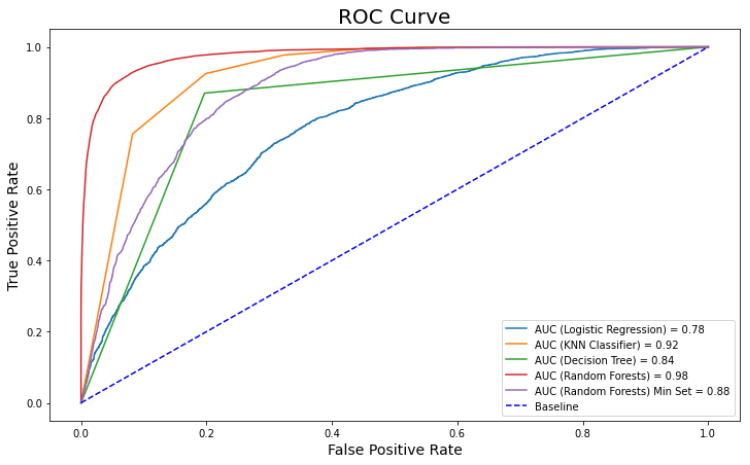 ROC Curve
True Positive Rate
1.0
0.8
0.6
0.4
0.2
0.0
0.0 0.2 0.4 0.6 0.8 1.0
False Positive Rate
AUC (Logistic Regression) = 0.78
AUC (KNN Classifier) = 0.92
AUC (Decision Tree) = 0.84
AUC (Random Forests) = 0.98
AUC (Random Forests) Min Set = 0.88
Baseline